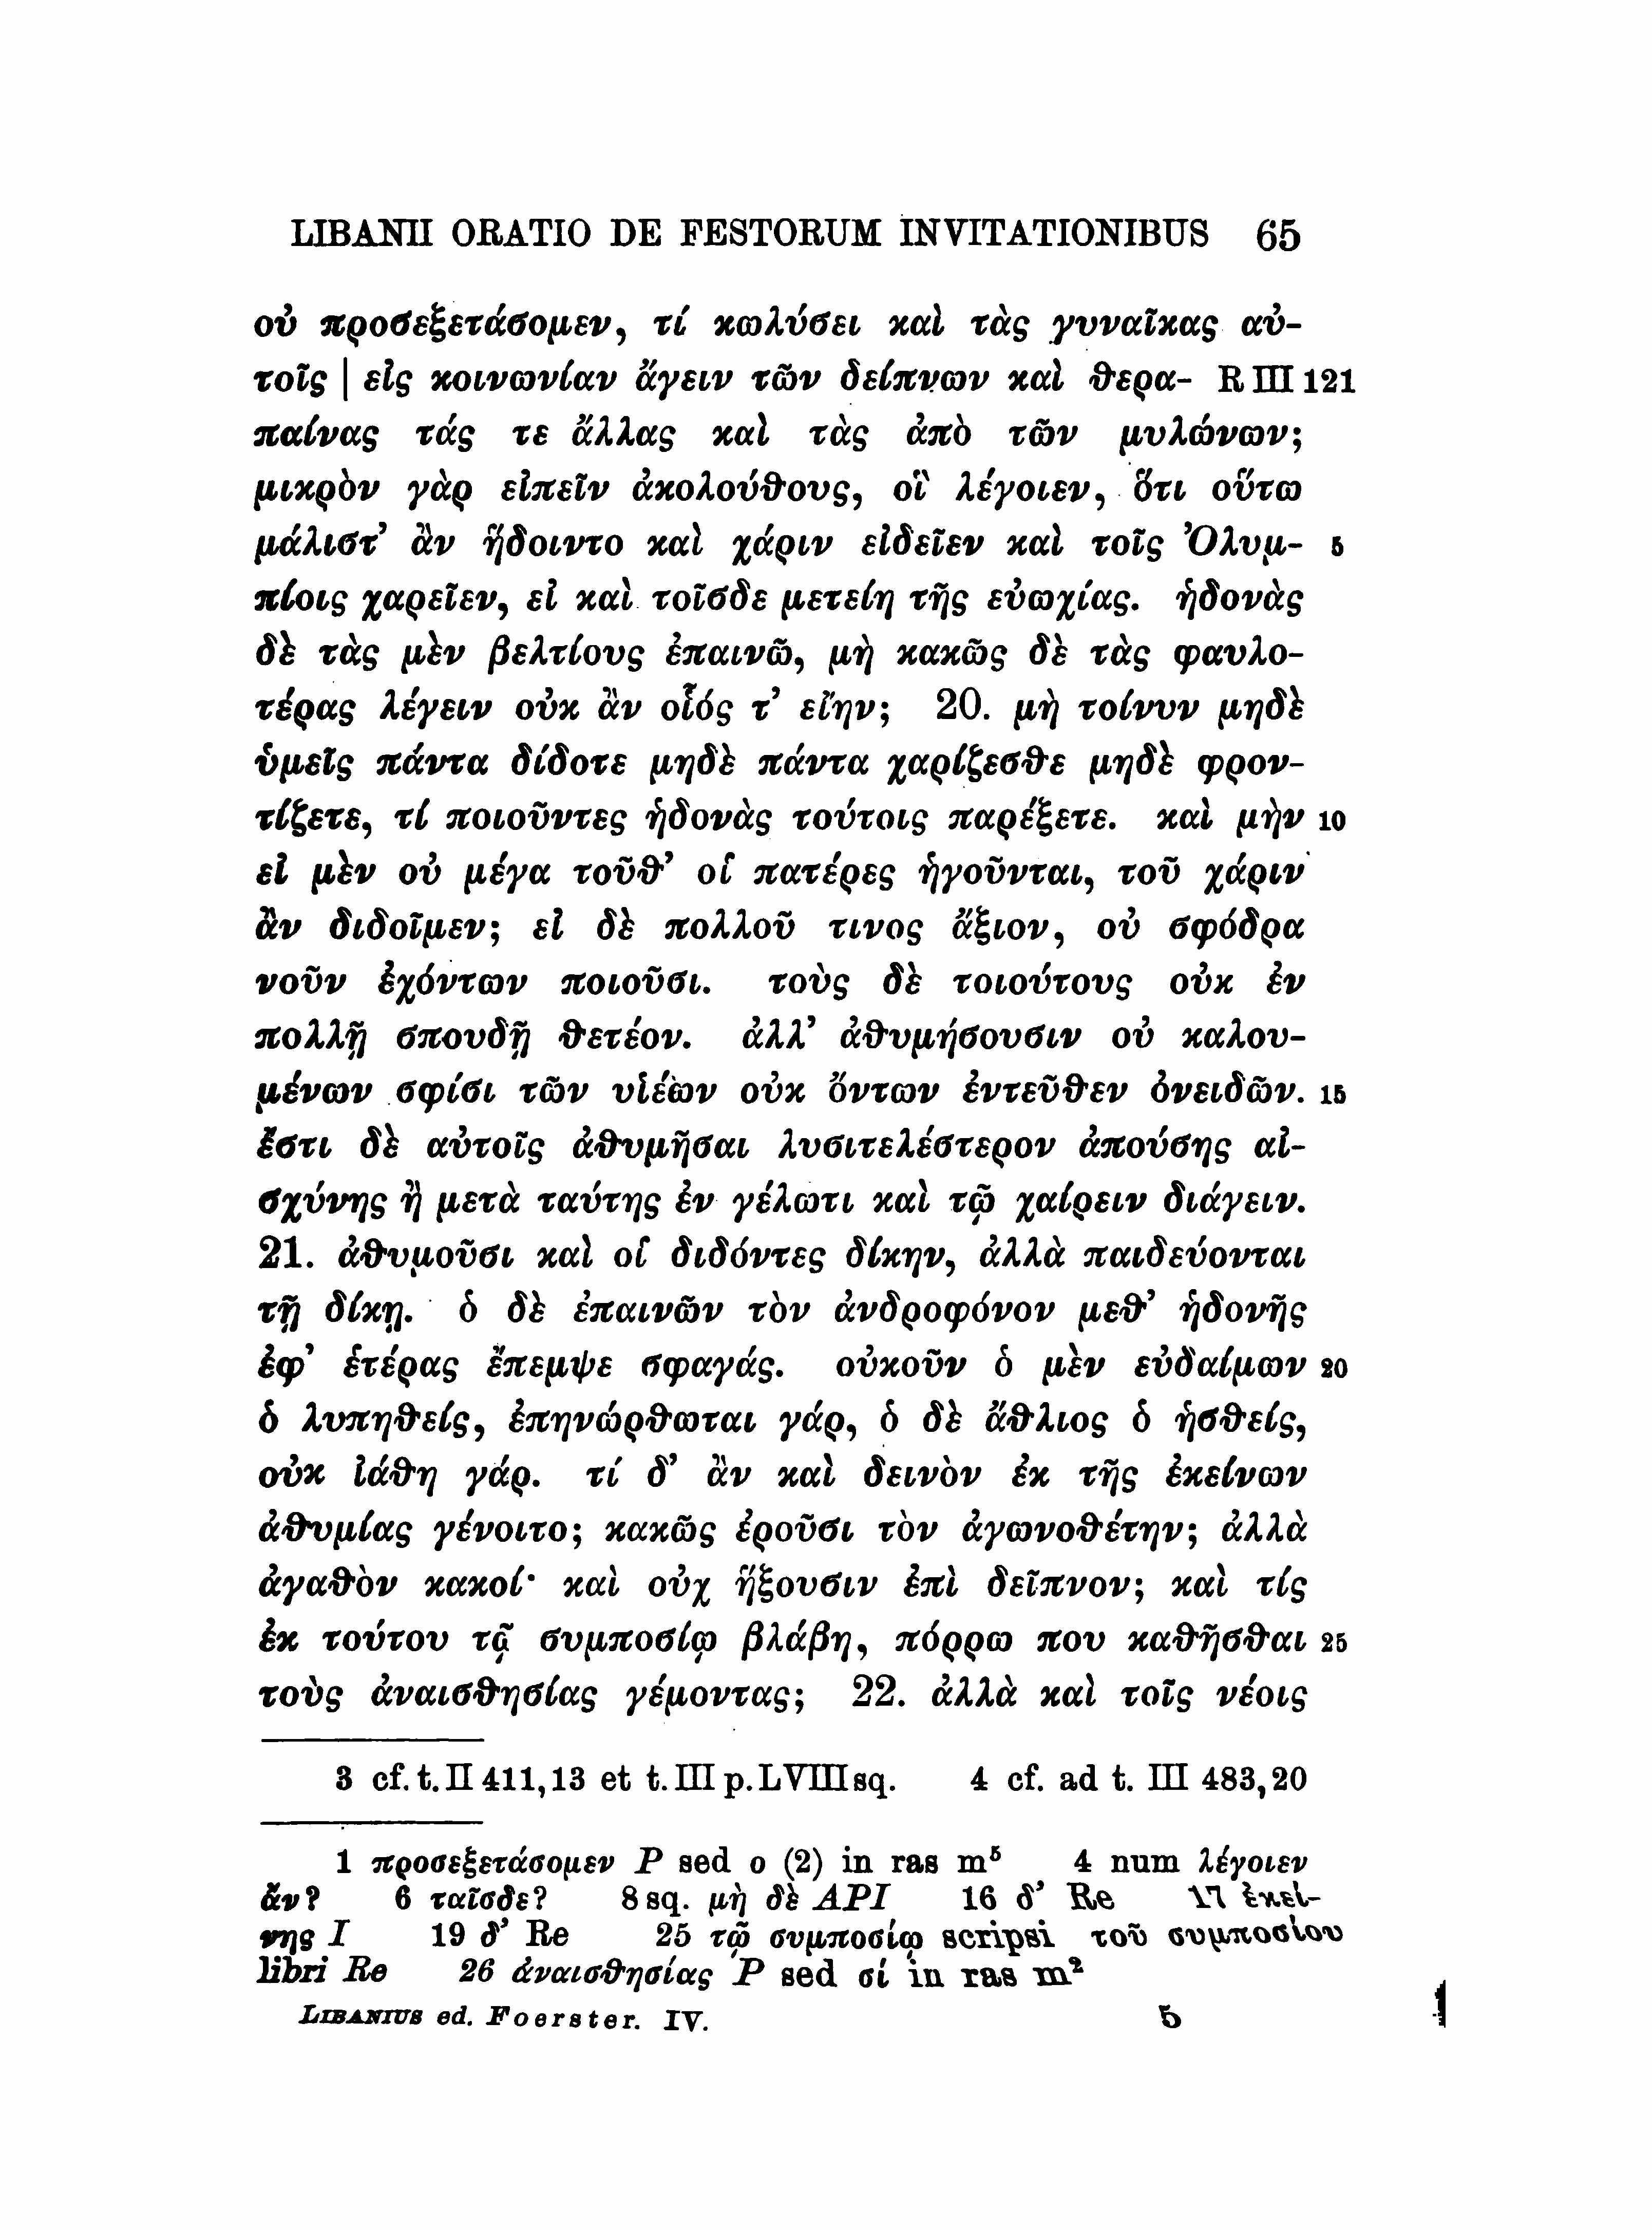 LIBANII ORATIO DE FESTORUM INVITATIONIBUS 65
οὐ προσεξετάσομεν, τί κωλύσει καὶ τὰς γυναῖκας αὐ-
τοῖς | εἰς κοινωνίαν ἄγειν τῶν δείπνων καὶ θερα- R III 121
παίνας τάς τε ἄλλας καὶ τὰς ἀπὸ τῶν μυλώνων;
μικρὸν γὰρ εἰπεῖν ἀκολούθους, οἳ λέγοιεν, ὅτι οὕτω
μάλιστ’ ἂν ἥδοιντο καὶ χάριν εἰδεῖεν καὶ τοῖς Ὀλυμ- 5
πίοις χαρεῖεν, εἰ καὶ τοῖσδε μετείη τῆς εὐωχίας. ἡδονὰς
δὲ τὰς μὲν βελτίους ἐπαινῶ, μὴ κακῶς δὲ τὰς φαυλο-
τέρας λέγειν οὐκ ἂν οἷός τ’ εἴην; 20. μὴ τοίνυν μηδὲ
ὑμεῖς πάντα δίδοτε μηδὲ πάντα χαρίζεσθε μηδὲ φρον-
τίζετε, τί ποιοῦντες ἡδονὰς τούτοις παρέξετε. καὶ μὴν 10
εἰ μὲν οὐ μέγα τοῦθ’ οἱ πατέρες ἡγοῦνται, τοῦ χάριν
ἂν διδοῖμεν; εἰ δὲ πολλοῦ τινος ἄξιον, οὐ σφόδρα
νοῦν ἐχόντων ποιοῦσι. τοὺς δὲ τοιούτους οὐκ ἐν
πολλῇ σπουδῇ θετέον. ἀλλ’ ἀθυμήσουσιν οὐ καλου-
μένων σφίσι τῶν υἱέων οὐκ ὄντων ἐντεῦθεν ὀνειδῶν. 15
ἔστι δὲ αὐτοῖς ἀθυμῆσαι λυσιτελέστερον ἀπούσης αἰ-
σχύνης ἢ μετὰ ταύτης ἐν γέλωτι καὶ τῷ χαίρειν διάγειν.
21. ἀθυμοῦσι καὶ οἱ διδόντες δίκην, ἀλλὰ παιδεύονται
τῇ δίκῃ. ὁ δὲ ἐπαινῶν τὸν ἀνδροφόνον μεθ’ ἡδονῆς
ἐφ’ ἑτέρας ἔπεμψε σφαγάς. οὐκοῦν ὁ μὲν εὐδαίμων 20
ὁ λυπηθείς, ἐπηνώρθωται γάρ, ὁ δὲ ἄθλιος ὁ ἡσθείς,
οὐκ ἰάθη γάρ. τί δ’ ἂν καὶ δεινὸν ἐκ τῆς ἐκείνων
ἀθυμίας γένοιτο; κακῶς ἐροῦσι τὸν ἀγωνοθέτην; ἀλλὰ
ἀγαθὸν κακοί· καὶ οὐχ ἥξουσιν ἐπὶ δεῖπνον; καὶ τίς
ἐκ τούτου τῷ συμποσίῳ βλάβη, πόρρω που καθῆσθαι 25
τοὺς ἀναισθησίας γέμοντας; 22. ἀλλὰ καὶ τοῖς νέοις
3 cf. t. II 411,13 et t. III p. LVIII sq. 4 cf. ad t. III 483,20
1 προσεξετάσομεν P sed ο (2) in ras m⁵ 4 num λέγοιεν
ἄν? 6 ταῖσδε? 8 sq. μὴ δὲ API 16 δ’ Re 17 ἐκεί-
νης I 19 δ’ Re 25 τῷ συμποσίῳ scripsi τοῦ συμποσίου
libri Re 26 ἀναισθησίας P sed σί in ras m²
LIBANIUS ed. Foerster. IV. 5